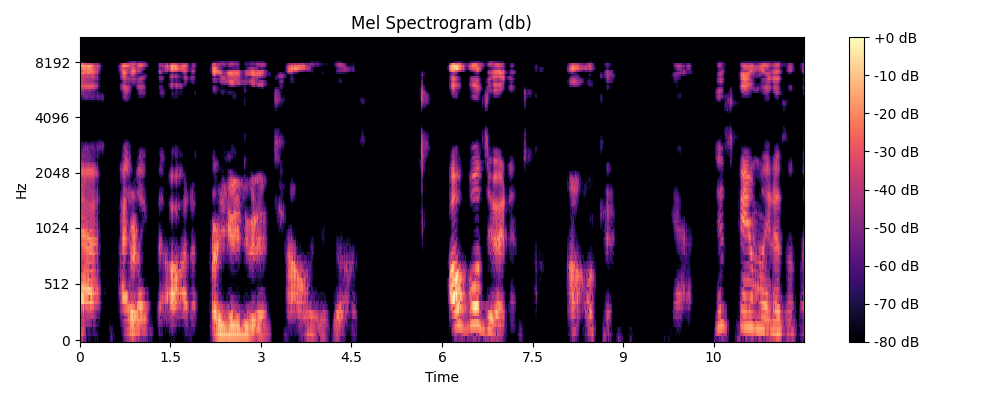 Mel Spectrogram (db)
8192
4096
2048
1024
512
0
Hz
0 1.5 3 4.5 6 7.5 9 10
Time
+0 dB
-10 dB
-20 dB
-30 dB
-40 dB
-50 dB
-60 dB
-70 dB
-80 dB